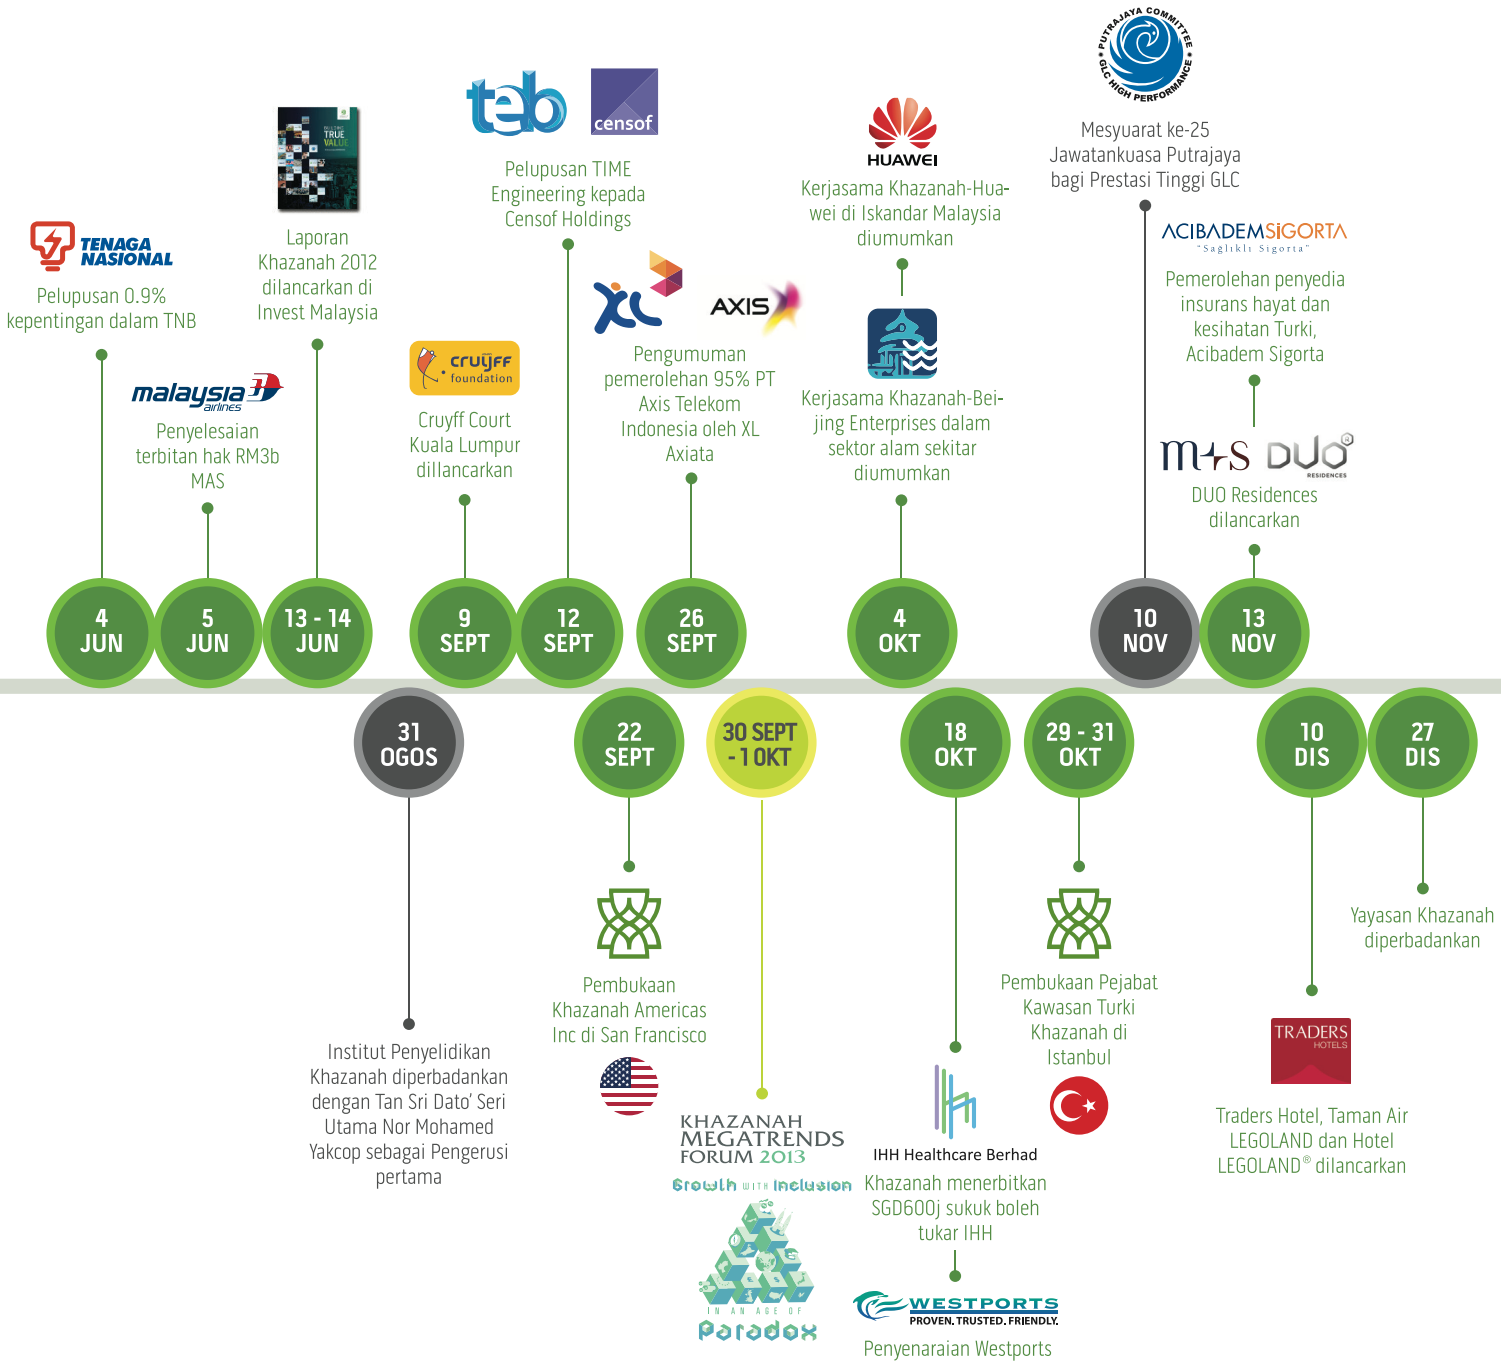 TENAGA
NASIONAL
Pelupusan 0.9%
kepentingan dalam TNB
4
JUN
malaysia
airlines
Penyelesaian
terbitan hak RM3b
MAS
5
JUN
BUILDING
TRUE
VALUE
Laporan
Khazanah 2012
dilancarkan di
Invest Malaysia
13 - 14
JUN
cruyff
foundation
Cruyff Court
Kuala Lumpur
dillancarkan
9
SEPT
teb
censof
Pelupusan TIME
Engineering kepada
Censof Holdings
12
SEPT
XL
AXIS
Pengumuman
pemerolehan 95% PT
Axis Telekom
Indonesia oleh XL
Axiata
26
SEPT
HUAWEI
Kerjasama Khazanah-Hua-
wei di Iskandar Malaysia
diumumkan
Kerjasama Khazanah-Bei-
jing Enterprises dalam
sektor alam sekitar
diumumkan
4
OKT
PUTRAJAYA COMMITTEE
GLC HIGH PERFORMANCE
Mesyuarat ke-25
Jawatankuasa Putrajaya
bagi Prestasi Tinggi GLC
10
NOV
ACIBADEMSİGORTA
"Sağlıklı Sigorta"
Pemerolehan penyedia
insurans hayat dan
kesihatan Turki,
Acibadem Sigorta
M+S DUO
RESIDENCES
DUO Residences
dilancarkan
13
NOV
31
OGOS
Institut Penyelidikan
Khazanah diperbadankan
dengan Tan Sri Dato’ Seri
Utama Nor Mohamed
Yakcop sebagai Pengerusi
pertama
22
SEPT
Pembukaan
Khazanah Americas
Inc di San Francisco
30 SEPT
- 1 OKT
KHAZANAH
MEGATRENDS
FORUM 2013
Growth WITH Inclusion
IN AN AGE OF
Paradox
18
OKT
IHH Healthcare Berhad
Khazanah menerbitkan
SGD600j sukuk boleh
tukar IHH
WESTPORTS
PROVEN. TRUSTED. FRIENDLY.
Penyenaraian Westports
29 - 31
OKT
Pembukaan Pejabat
Kawasan Turki
Khazanah di
Istanbul
10
DIS
TRADERS
HOTELS
Traders Hotel, Taman Air
LEGOLAND dan Hotel
LEGOLAND® dilancarkan
27
DIS
Yayasan Khazanah
diperbadankan